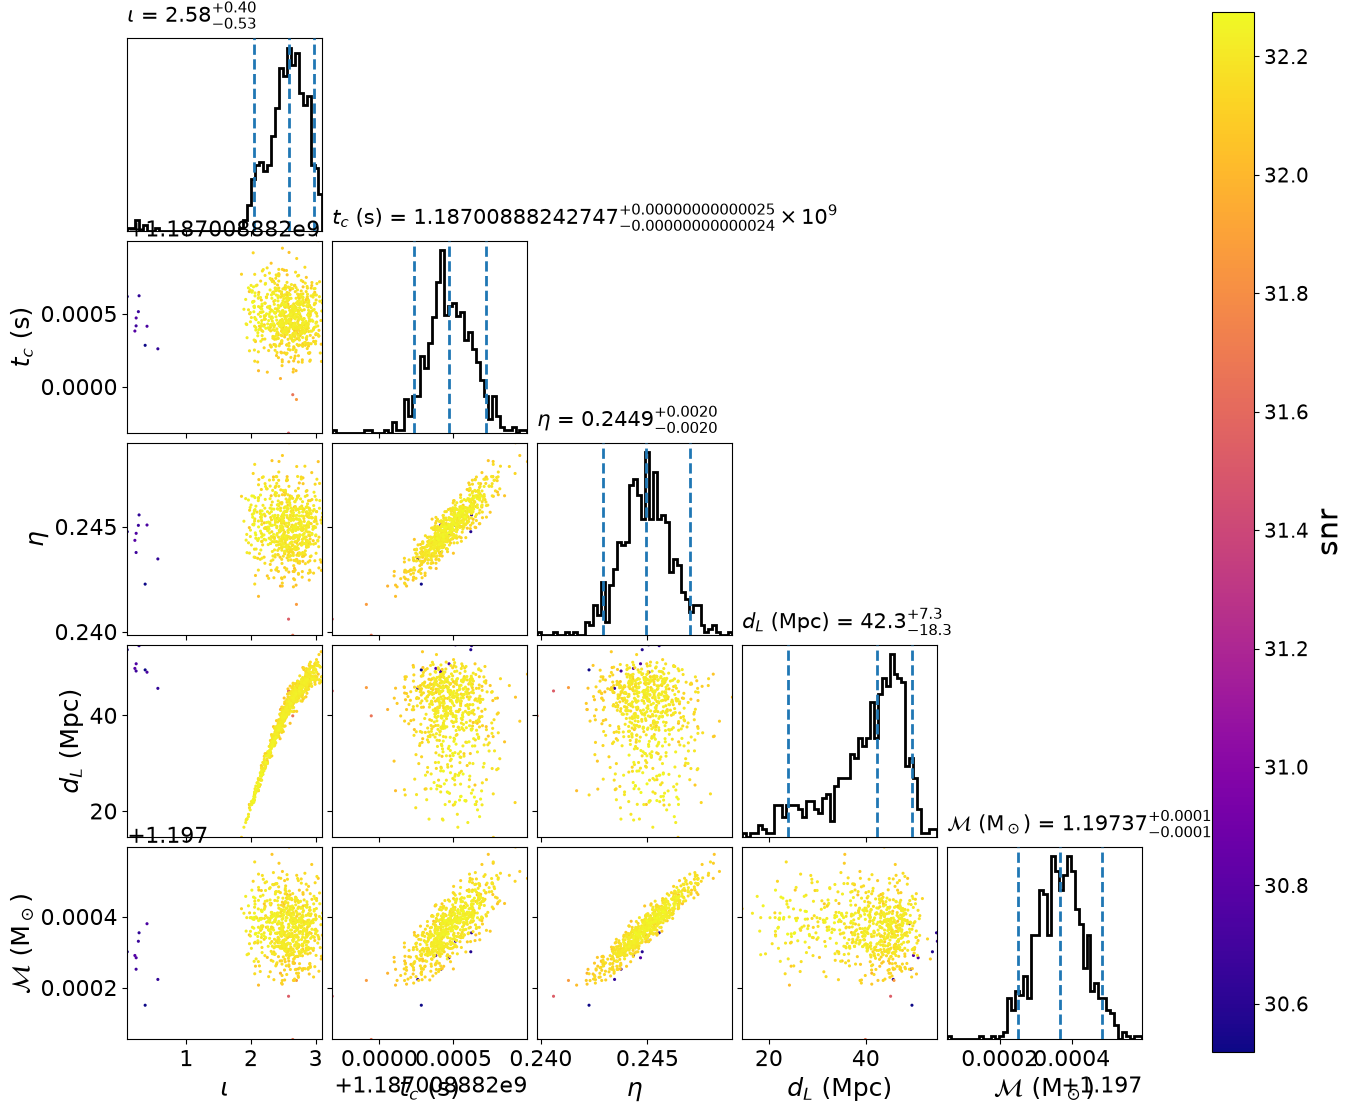 ι = 2.58 +0.40 −0.53
32.2
32.0
31.8
31.6
31.4
31.2
31.0
30.8
30.6
snr
+1.187008882e9
t_c (s) = 1.18700888242747 +0.00000000000025 −0.00000000000024 × 10^9
t_c (s)
0.0005
0.0000
η = 0.2449 +0.0020 −0.0020
η
0.245
0.240
d_L (Mpc) = 42.3 +7.3 −18.3
d_L (Mpc)
40
20
+1.197
ℳ (M_⊙) = 1.19737 +0.0001 −0.0001
ℳ (M_⊙)
0.0004
0.0002
1 2 3
0.0000 0.0005
0.240 0.245
20 40
0.0002 0.0004
ι
+1.187008882e9
t_c (s)
η
d_L (Mpc)
ℳ (M_⊙)
+1.197